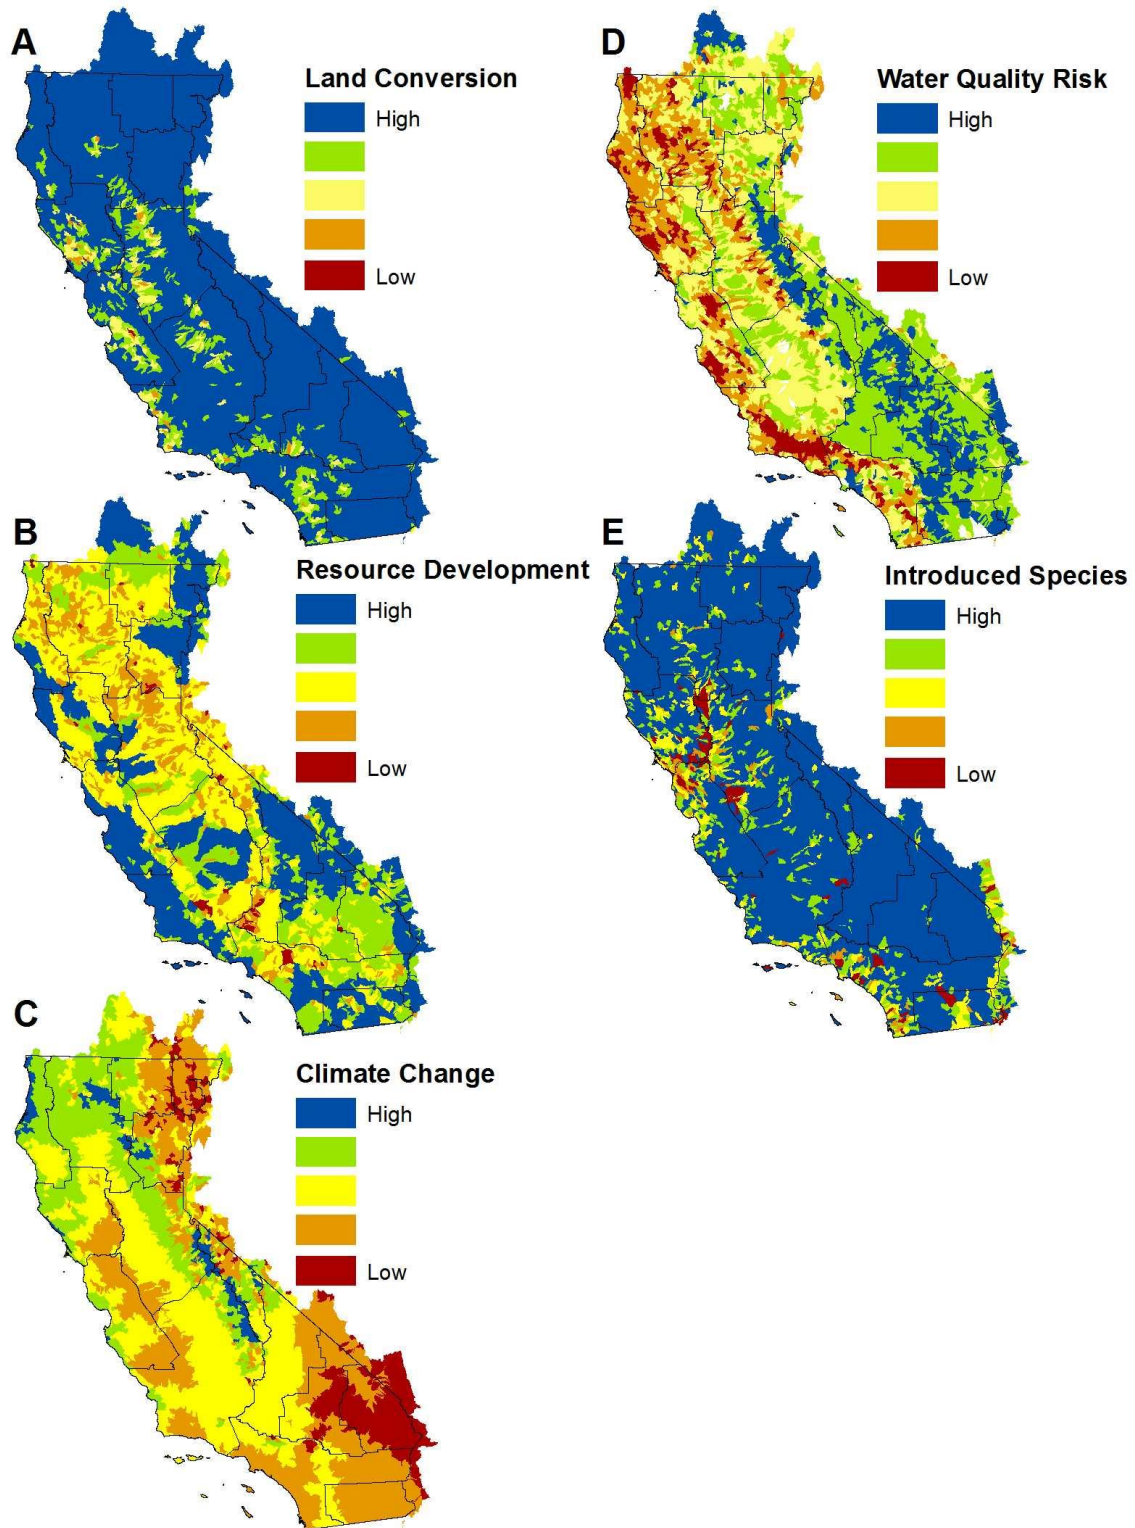 A
Land Conversion
High
Low
B
Resource Development
High
Low
C
Climate Change
High
Low
D
Water Quality Risk
High
Low
E
Introduced Species
High
Low